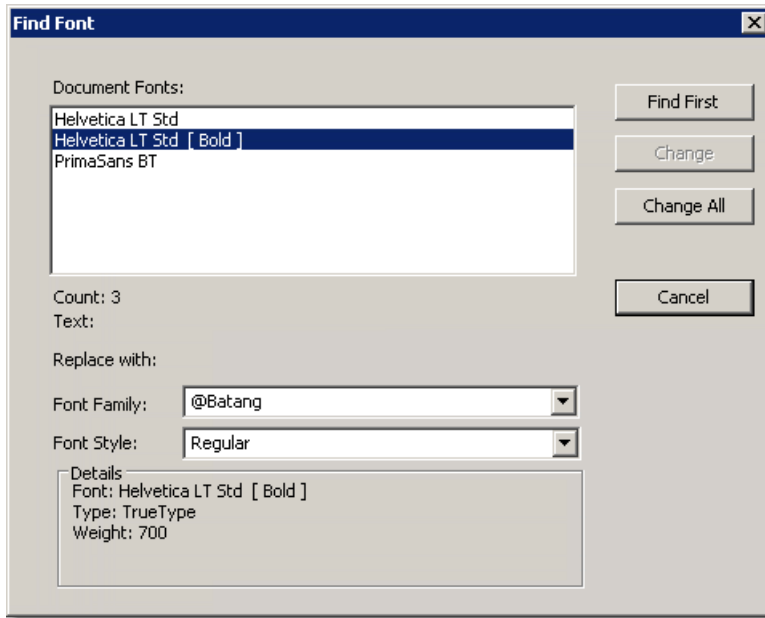 Find Font
Document Fonts:
Helvetica LT Std
Helvetica LT Std [ Bold ]
PrimaSans BT
Find First
Change
Change All
Cancel
Count: 3
Text:
Replace with:
Font Family: @Batang
Font Style: Regular
Details
Font: Helvetica LT Std [ Bold ]
Type: TrueType
Weight: 700